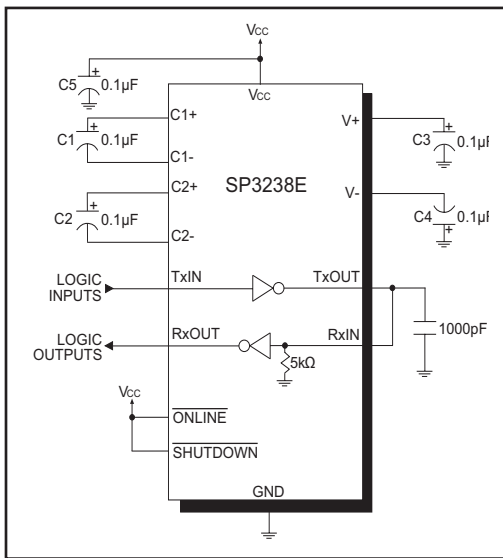 VCC
C5
+
0.1µF
VCC
C1
+
0.1µF
C1+
C1-
C2
+
0.1µF
C2+
C2-
SP3238E
V+
C3
+
0.1µF
V-
C4
+
0.1µF
LOGIC
INPUTS
TxIN
TxOUT
LOGIC
OUTPUTS
RxOUT
RxIN
5kΩ
1000pF
VCC
ONLINE
SHUTDOWN
GND